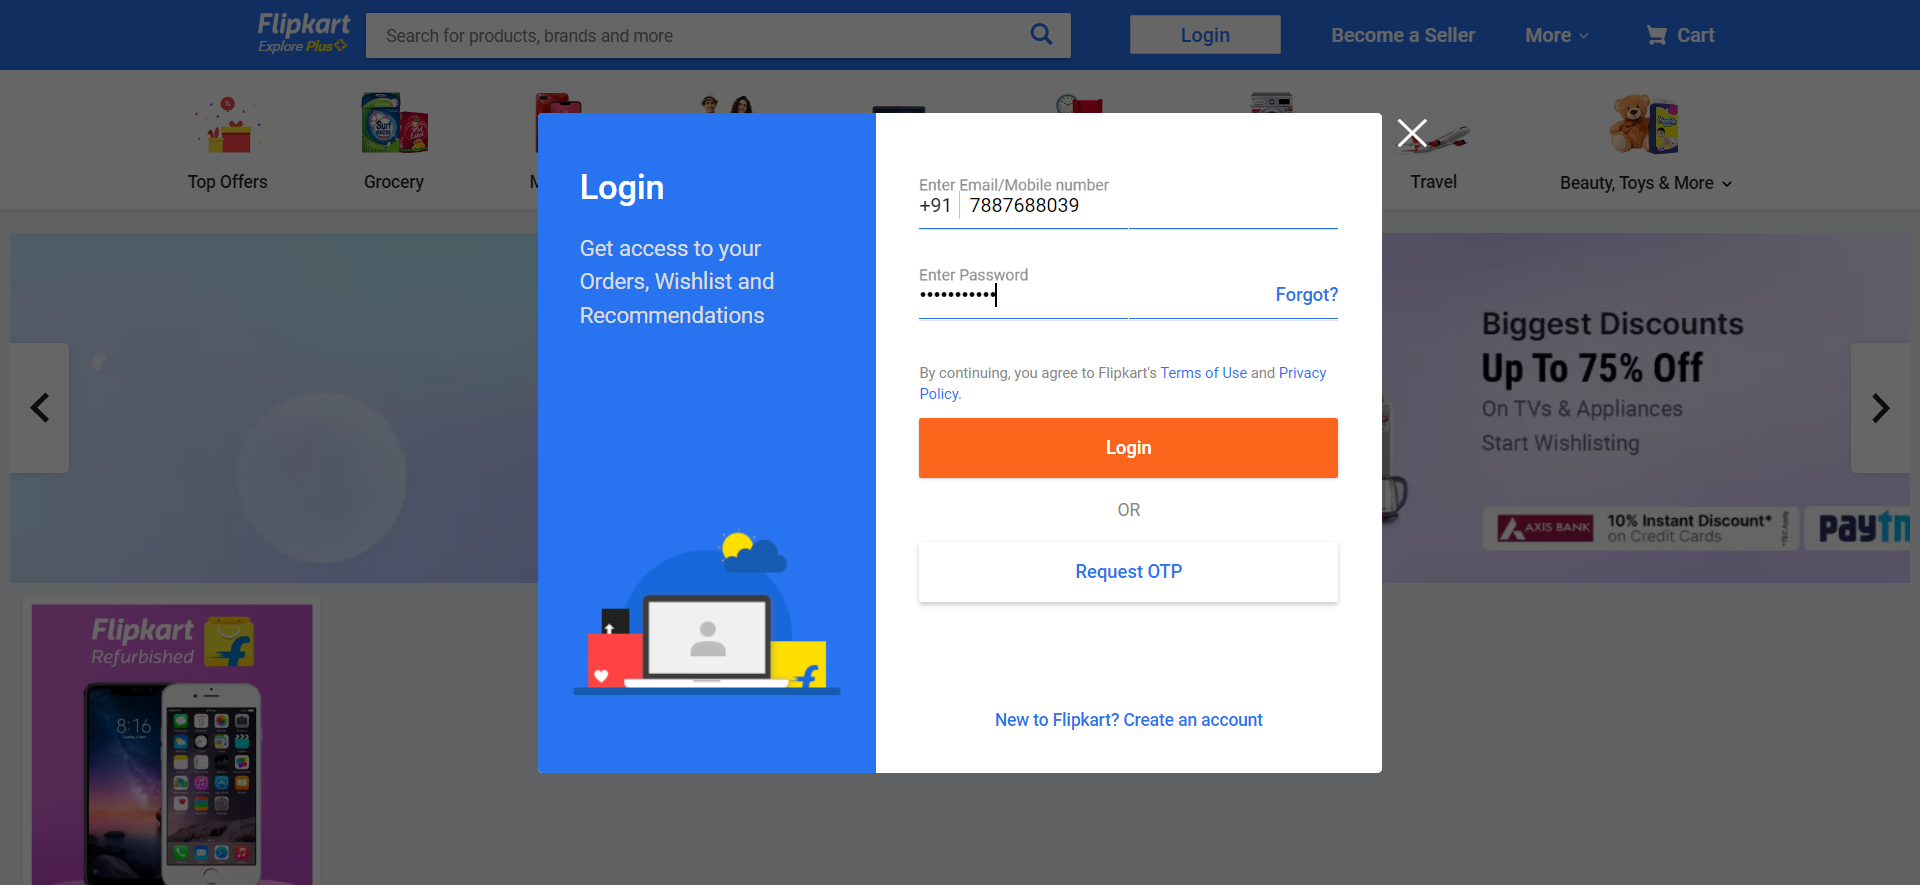 Flipkart
Explore Plus
Search for products, brands and more
Login
Become a Seller
More
Cart
Surf excel
Top Offers
Grocery
M
Travel
Beauty, Toys & More
Login
Get access to your
Orders, Wishlist and
Recommendations
Enter Email/Mobile number
+91 7887688039
Enter Password
•••••••••••
Forgot?
By continuing, you agree to Flipkart's Terms of Use and Privacy
Policy.
Login
OR
Request OTP
New to Flipkart? Create an account
Biggest Discounts
Up To 75% Off
On TVs & Appliances
Start Wishlisting
AXIS BANK
10% Instant Discount*
on Credit Cards
*T&C Apply
paytm
Flipkart
Refurbished
8:16